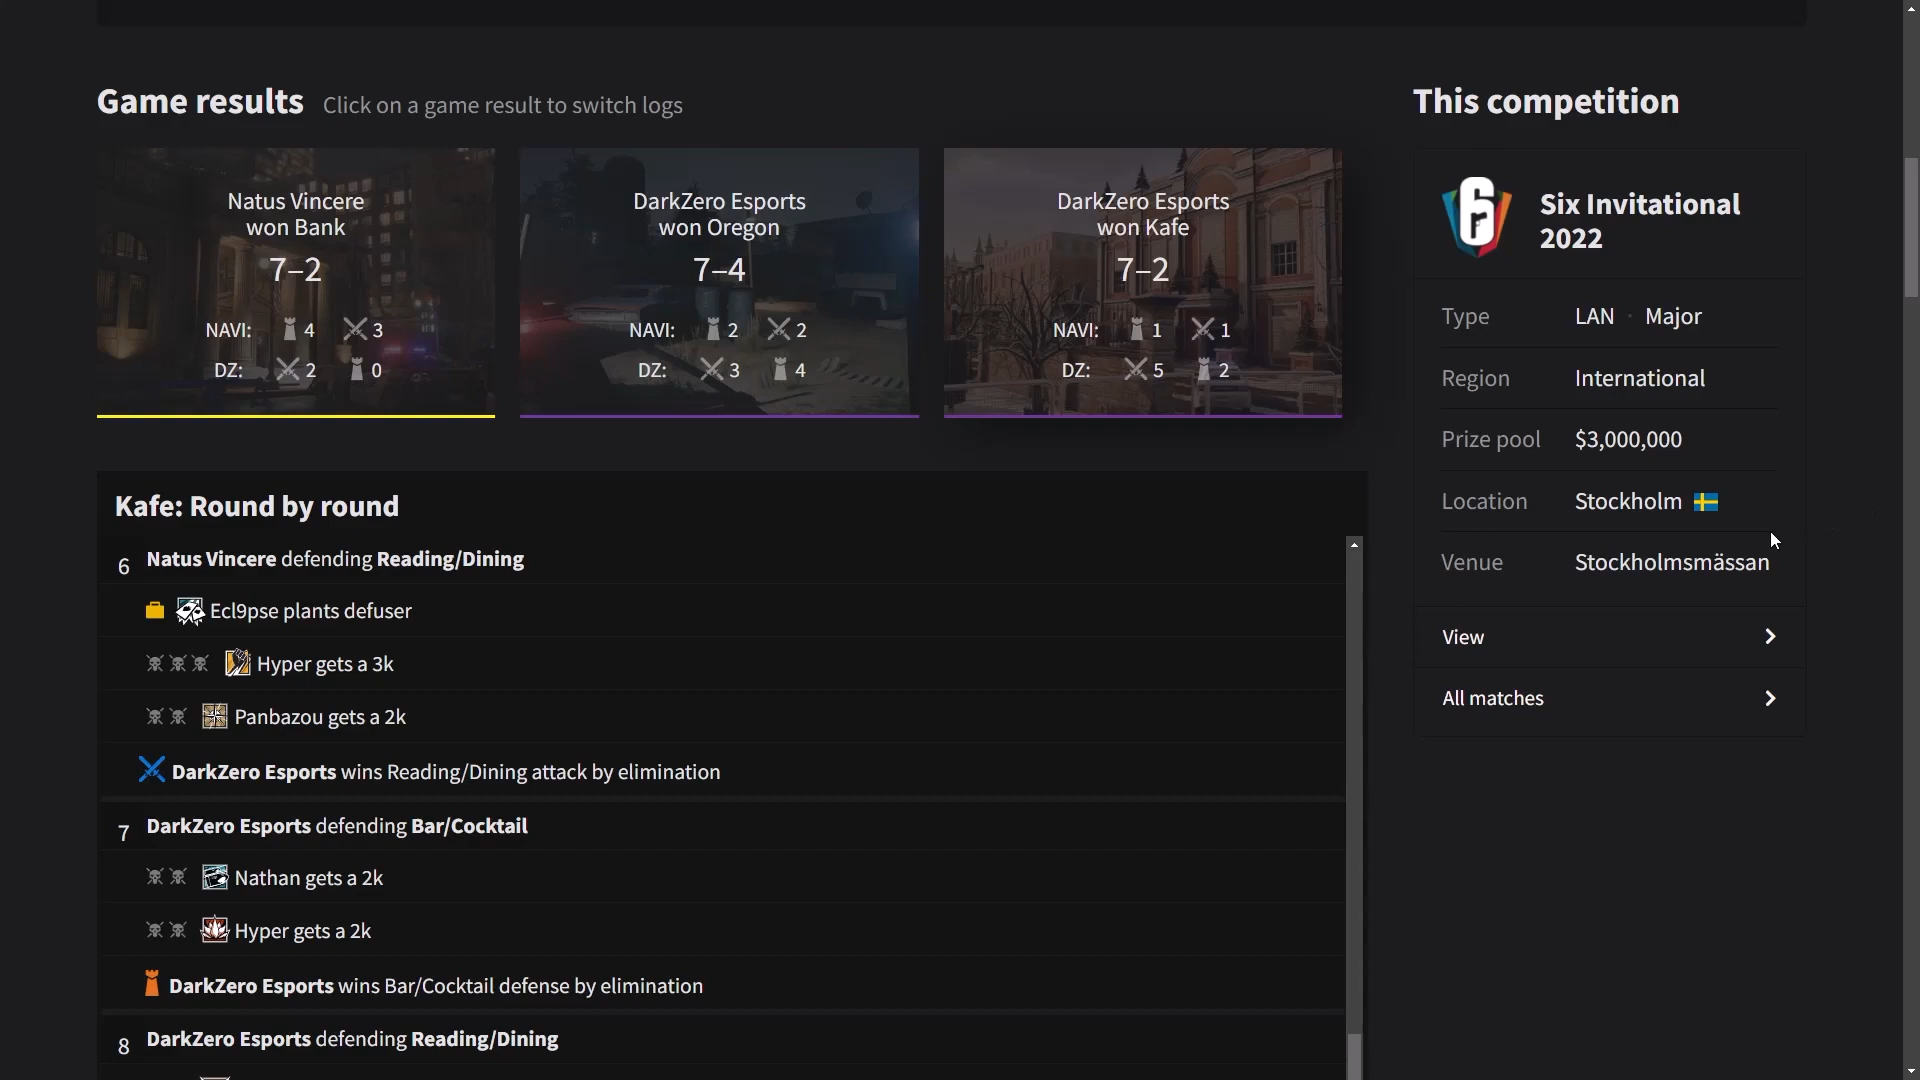 Game results Click on a game result to switch logs
Natus Vincere
won Bank
7–2
NAVI: 4 3
DZ: 2 0
DarkZero Esports
won Oregon
7–4
NAVI: 2 2
DZ: 3 4
DarkZero Esports
won Kafe
7–2
NAVI: 1 1
DZ: 5 2
Kafe: Round by round
6 Natus Vincere defending Reading/Dining
Ecl9pse plants defuser
Hyper gets a 3k
Panbazou gets a 2k
DarkZero Esports wins Reading/Dining attack by elimination
7 DarkZero Esports defending Bar/Cocktail
Nathan gets a 2k
Hyper gets a 2k
DarkZero Esports wins Bar/Cocktail defense by elimination
8 DarkZero Esports defending Reading/Dining
This competition
6
Six Invitational
2022
Type LAN · Major
Region International
Prize pool $3,000,000
Location Stockholm
Venue Stockholmsmässan
View
All matches